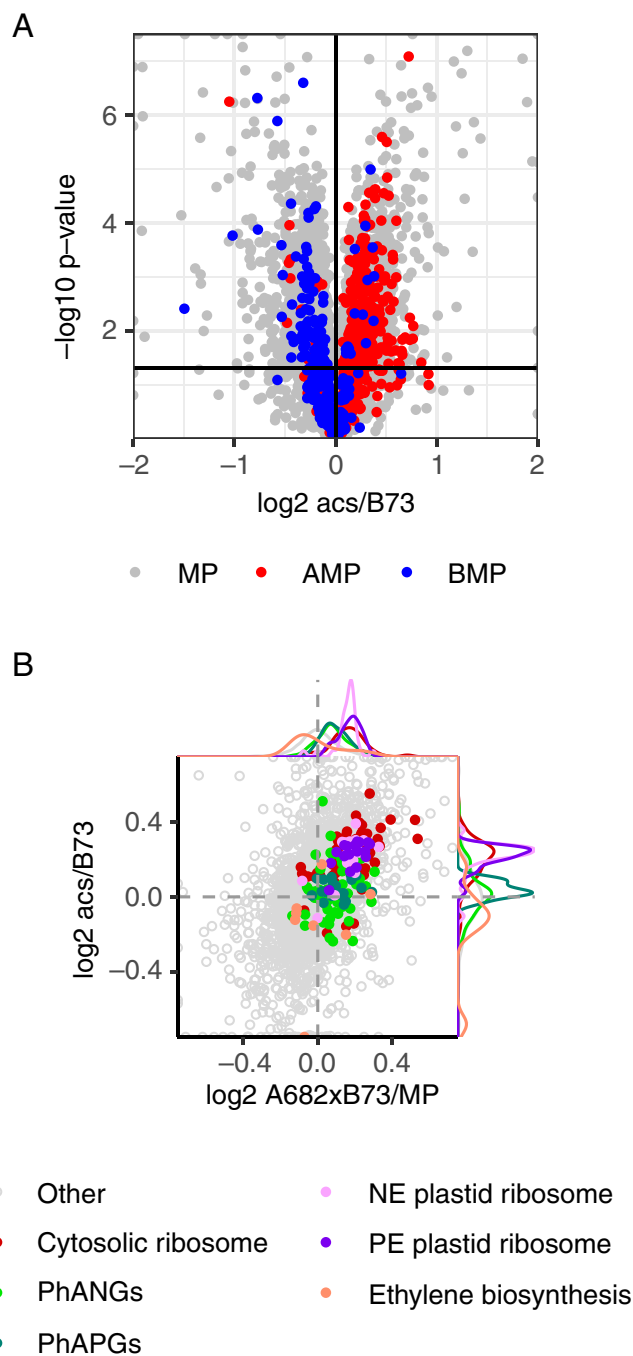 A
−log10 p−value
6
4
2
−2 −1 0 1 2
log2 acs/B73
MP AMP BMP
B
log2 acs/B73
0.4
0.0
−0.4
−0.4 0.0 0.4
log2 A682xB73/MP
Other
Cytosolic ribosome
PhANGs
PhAPGs
NE plastid ribosome
PE plastid ribosome
Ethylene biosynthesis